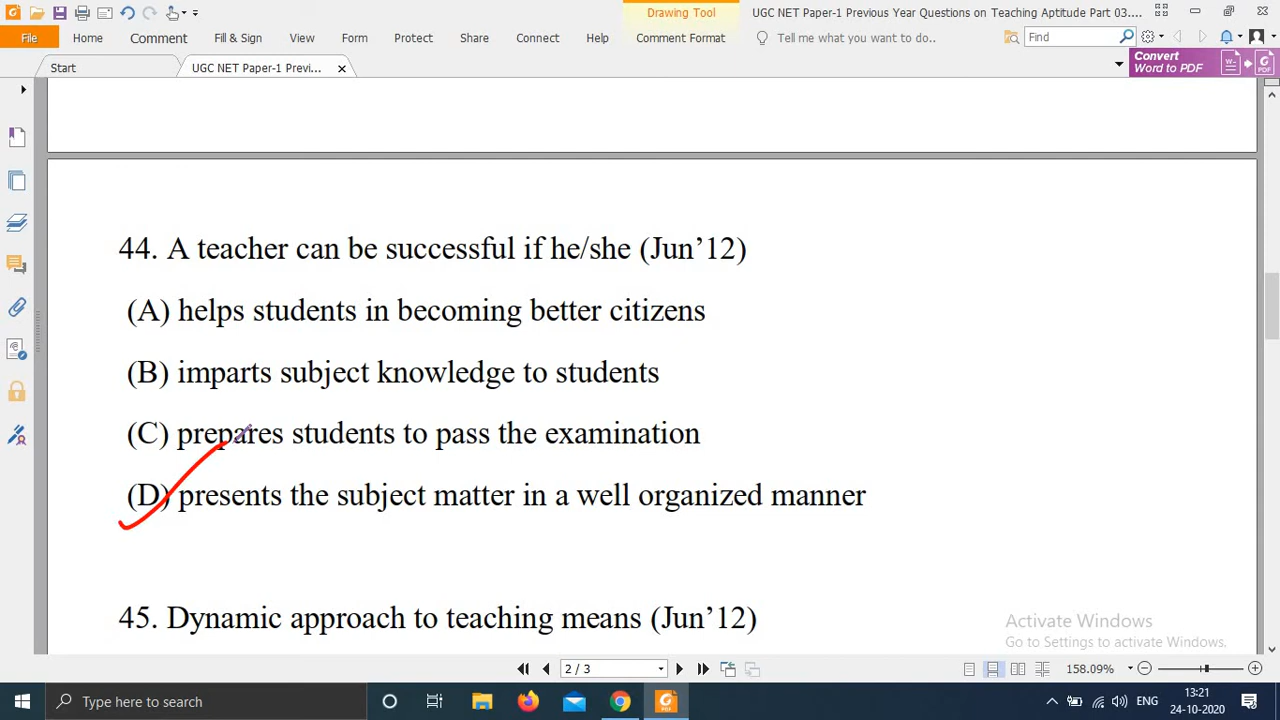 Drawing Tool
UGC NET Paper-1 Previous Year Questions on Teaching Aptitude Part 03....
File Home Comment Fill & Sign View Form Protect Share Connect Help Comment Format Tell me what you want to do.. Find
Start UGC NET Paper-1 Previ... Convert Word to PDF
44. A teacher can be successful if he/she (Jun’12)
(A) helps students in becoming better citizens
(B) imparts subject knowledge to students
(C) prepares students to pass the examination
(D) presents the subject matter in a well organized manner
45. Dynamic approach to teaching means (Jun’12)
Activate Windows
Go to Settings to activate Windows.
2 / 3 158.09%
Type here to search ENG 13:21
24-10-2020